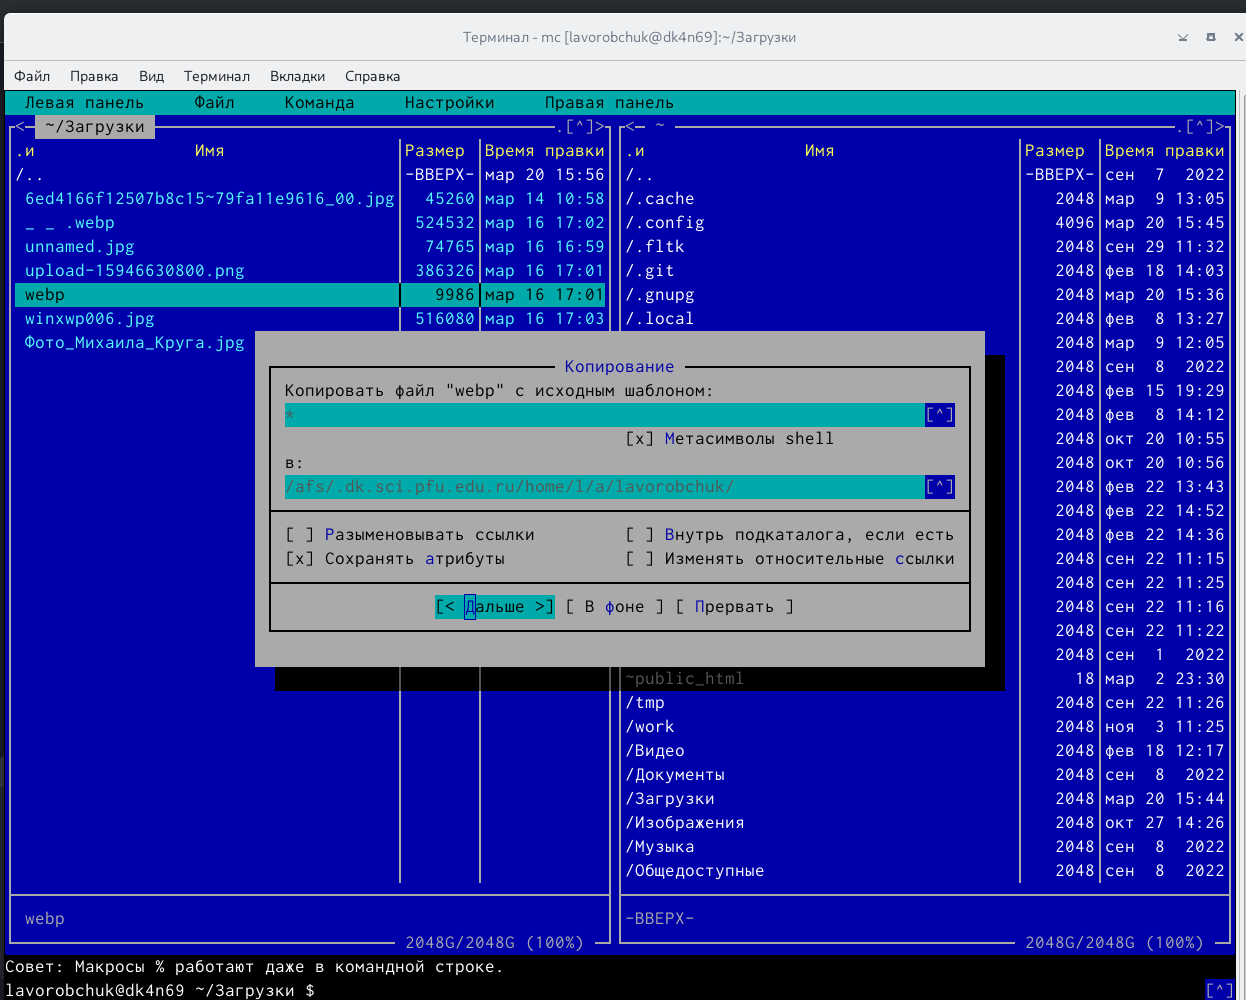 Терминал - mc [lavorobchuk@dk4n69]:~/Загрузки
Файл Правка Вид Терминал Вкладки Справка
Левая панель Файл Команда Настройки Правая панель
<─ ~/Загрузки .[^]> <─ ~ .[^]>
.и Имя Размер Время правки .и Имя Размер Время правки
/.. -ВВЕРХ- мар 20 15:56 /.. -ВВЕРХ- сен 7 2022
6ed4166f12507b8c15~79fa11e9616_00.jpg 45260 мар 14 10:58 /.cache 2048 мар 9 13:05
_ _ .webp 524532 мар 16 17:02 /.config 4096 мар 20 15:45
unnamed.jpg 74765 мар 16 16:59 /.fltk 2048 сен 29 11:32
upload-15946630800.png 386326 мар 16 17:01 /.git 2048 фев 18 14:03
webp 9986 мар 16 17:01 /.gnupg 2048 мар 20 15:36
winxwp006.jpg 516080 мар 16 17:03 /.local 2048 фев 8 13:27
Фото_Михаила_Круга.jpg 2048 мар 9 12:05
Копирование 2048 сен 8 2022
Копировать файл "webp" с исходным шаблоном: 2048 фев 15 19:29
* [^] 2048 фев 8 14:12
[x] Метасимволы shell 2048 окт 20 10:55
в: 2048 окт 20 10:56
/afs/.dk.sci.pfu.edu.ru/home/l/a/lavorobchuk/ [^] 2048 фев 22 13:43
2048 фев 22 14:52
[ ] Разыменовывать ссылки [ ] Внутрь подкаталога, если есть 2048 фев 22 14:36
[x] Сохранять атрибуты [ ] Изменять относительные ссылки 2048 сен 22 11:15
2048 сен 22 11:25
[< Дальше >] [ В фоне ] [ Прервать ] 2048 сен 22 11:16
2048 сен 22 11:22
2048 сен 1 2022
~public_html 18 мар 2 23:30
/tmp 2048 сен 22 11:26
/work 2048 ноя 3 11:25
/Видео 2048 фев 18 12:17
/Документы 2048 сен 8 2022
/Загрузки 2048 мар 20 15:44
/Изображения 2048 окт 27 14:26
/Музыка 2048 сен 8 2022
/Общедоступные 2048 сен 8 2022
webp -ВВЕРХ-
2048G/2048G (100%) 2048G/2048G (100%)
Совет: Макросы % работают даже в командной строке.
lavorobchuk@dk4n69 ~/Загрузки $ [^]